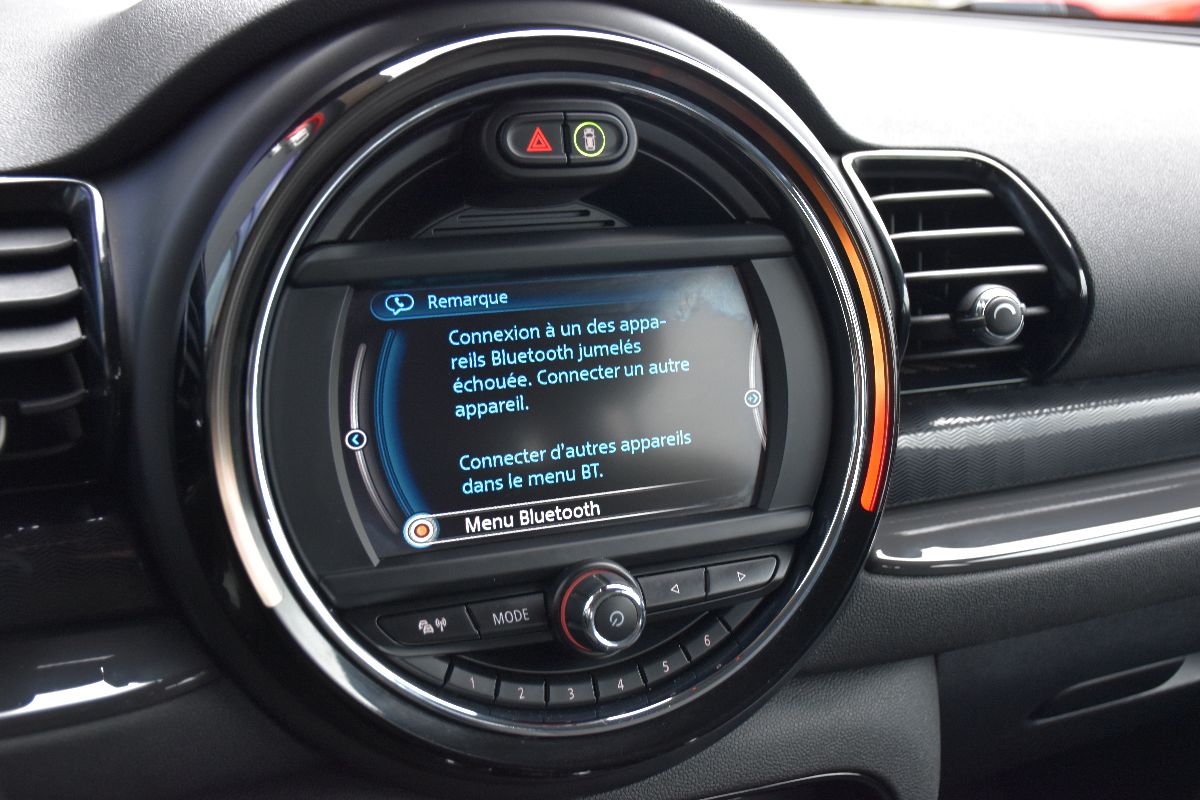 Remarque
Connexion à un des appa-
reils Bluetooth jumelés
échouée. Connecter un autre
appareil.
Connecter d'autres appareils
dans le menu BT.
Menu Bluetooth
MODE
1 2 3 4 5 6